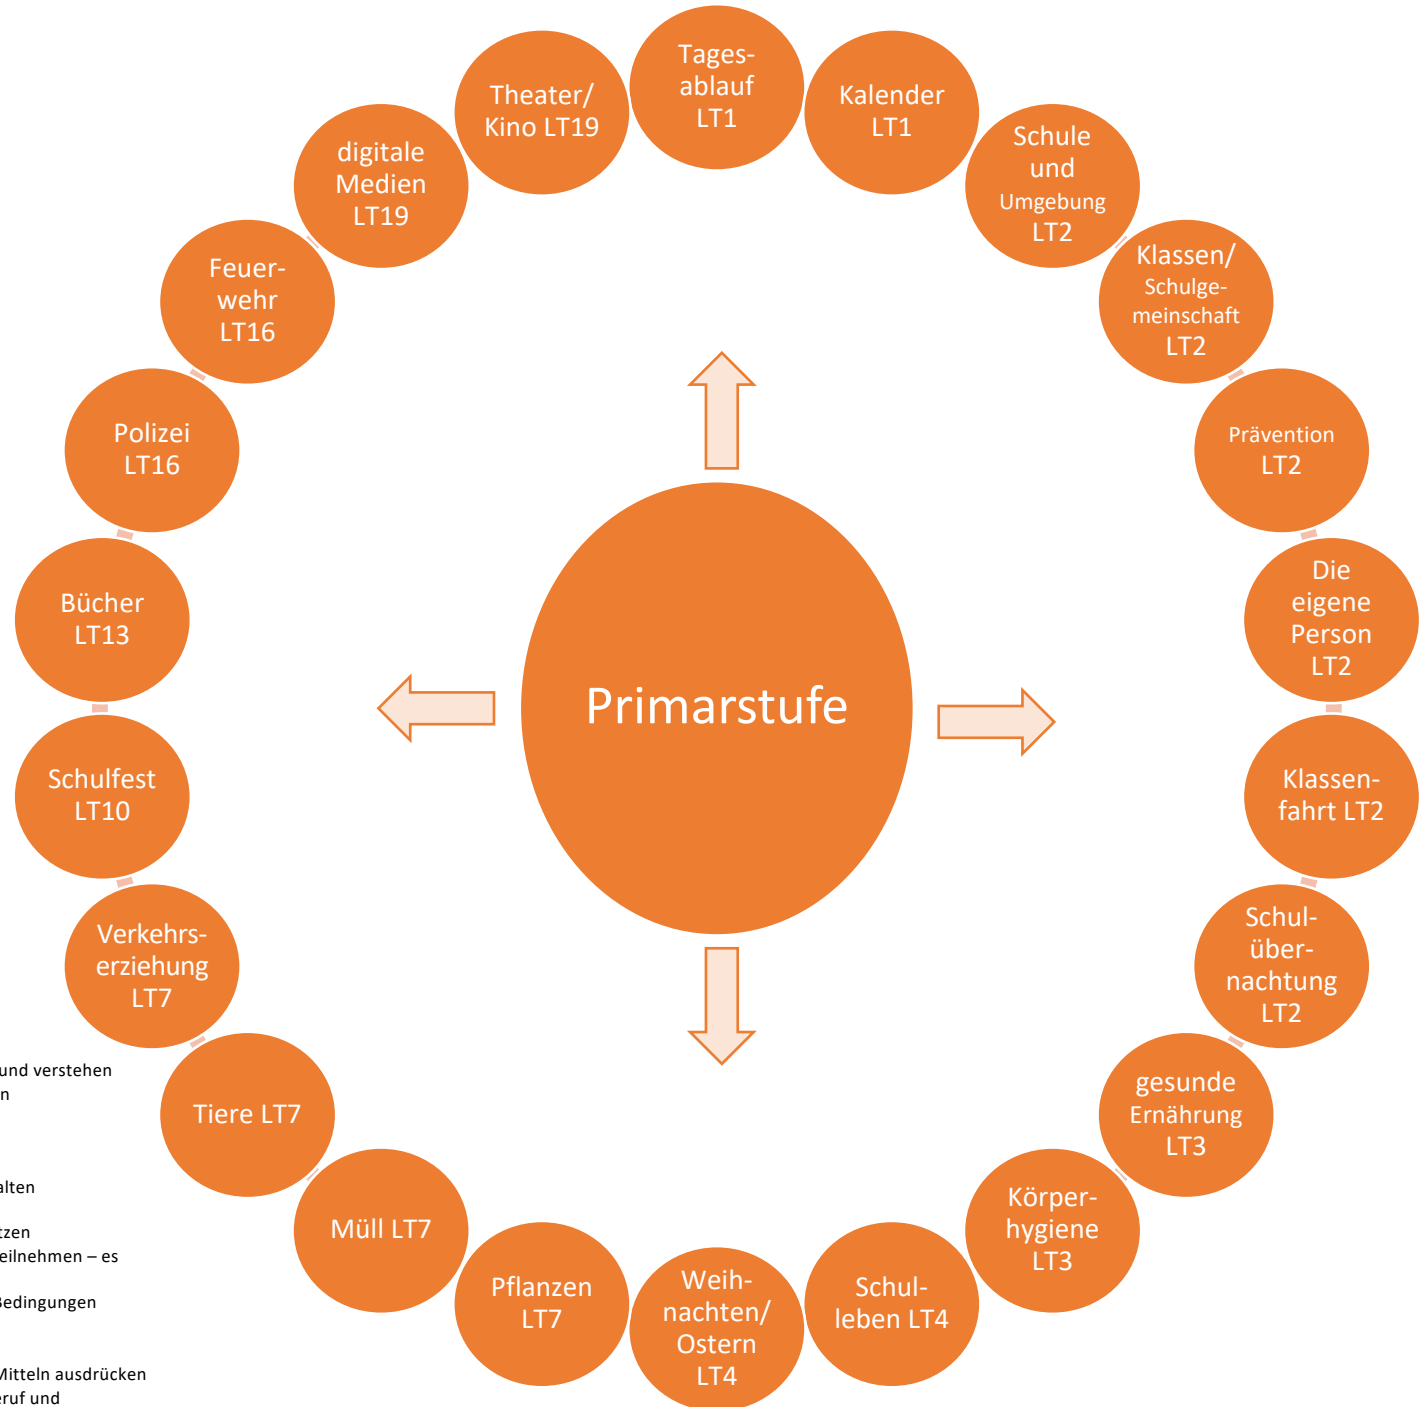 Tages-
ablauf
LT1
Kalender
LT1
Schule
und
Umgebung
LT2
Klassen/
Schulge-
meinschaft
LT2
Prävention
LT2
Die
eigene
Person
LT2
Klassen-
fahrt LT2
Schul-
über-
nachtung
LT2
gesunde
Ernährung
LT3
Körper-
hygiene
LT3
Schul-
leben LT4
Weih-
nachten/
Ostern
LT4
Pflanzen
LT7
Müll LT7
Tiere LT7
Verkehrs-
erziehung
LT7
Schulfest
LT10
Bücher
LT13
Polizei
LT16
Feuer-
wehr
LT16
digitale
Medien
LT19
Theater/
Kino LT19
Primarstufe
und verstehen
n
alten
tzen
eilnehmen – es
Bedingungen
Mitteln ausdrücken
eruf und